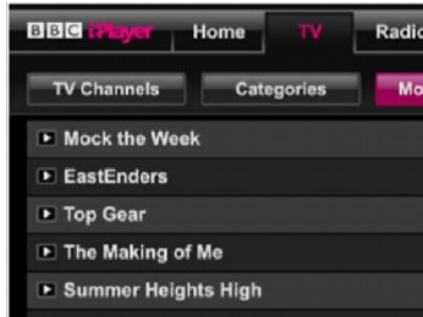 BBC iPlayer Home TV Radio
TV Channels Categories Mo
Mock the Week
EastEnders
Top Gear
The Making of Me
Summer Heights High